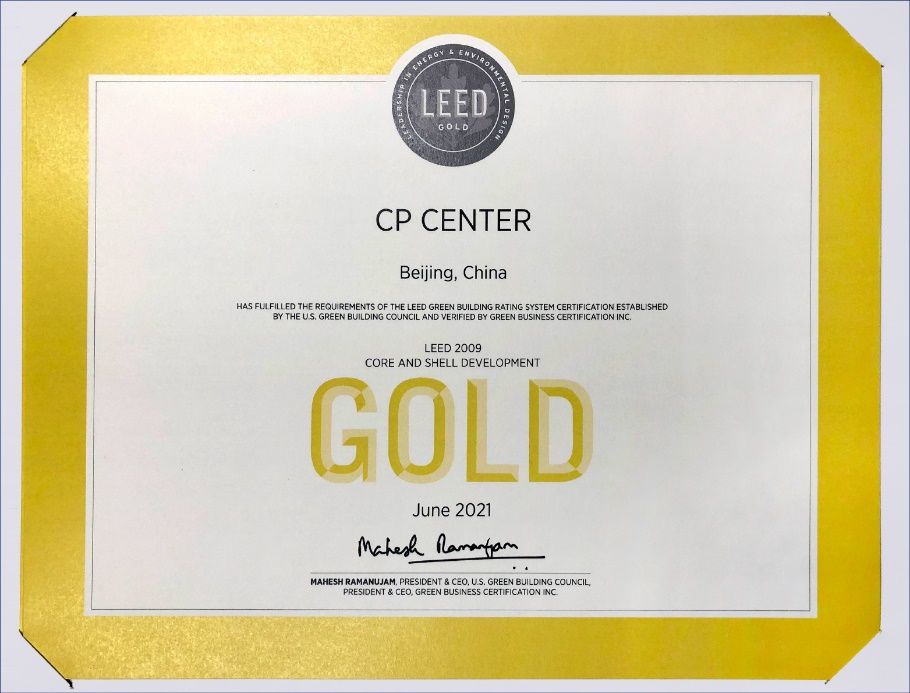 LEADERSHIP IN ENERGY & ENVIRONMENTAL DESIGN
LEED
GOLD
CP CENTER
Beijing, China
HAS FULFILLED THE REQUIREMENTS OF THE LEED GREEN BUILDING RATING SYSTEM CERTIFICATION ESTABLISHED
BY THE U.S. GREEN BUILDING COUNCIL AND VERIFIED BY GREEN BUSINESS CERTIFICATION INC.
LEED 2009
CORE AND SHELL DEVELOPMENT
GOLD
June 2021
Mahesh Ramanujam
MAHESH RAMANUJAM, PRESIDENT & CEO, U.S. GREEN BUILDING COUNCIL,
PRESIDENT & CEO, GREEN BUSINESS CERTIFICATION INC.